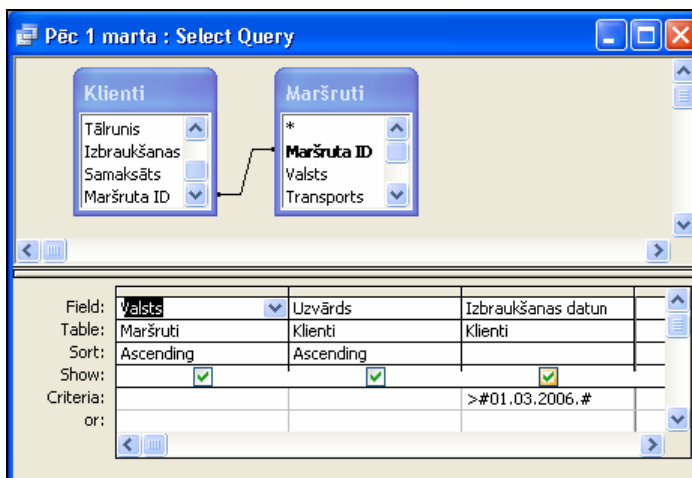 Pēc 1 marta : Select Query
Klienti
Tālrunis
Izbraukšanas
Samaksāts
Maršruta ID
Maršruti
*
Maršruta ID
Valsts
Transports
Field: Valsts Uzvārds Izbraukšanas datun
Table: Maršruti Klienti Klienti
Sort: Ascending Ascending
Show:
Criteria: >#01.03.2006.#
or: